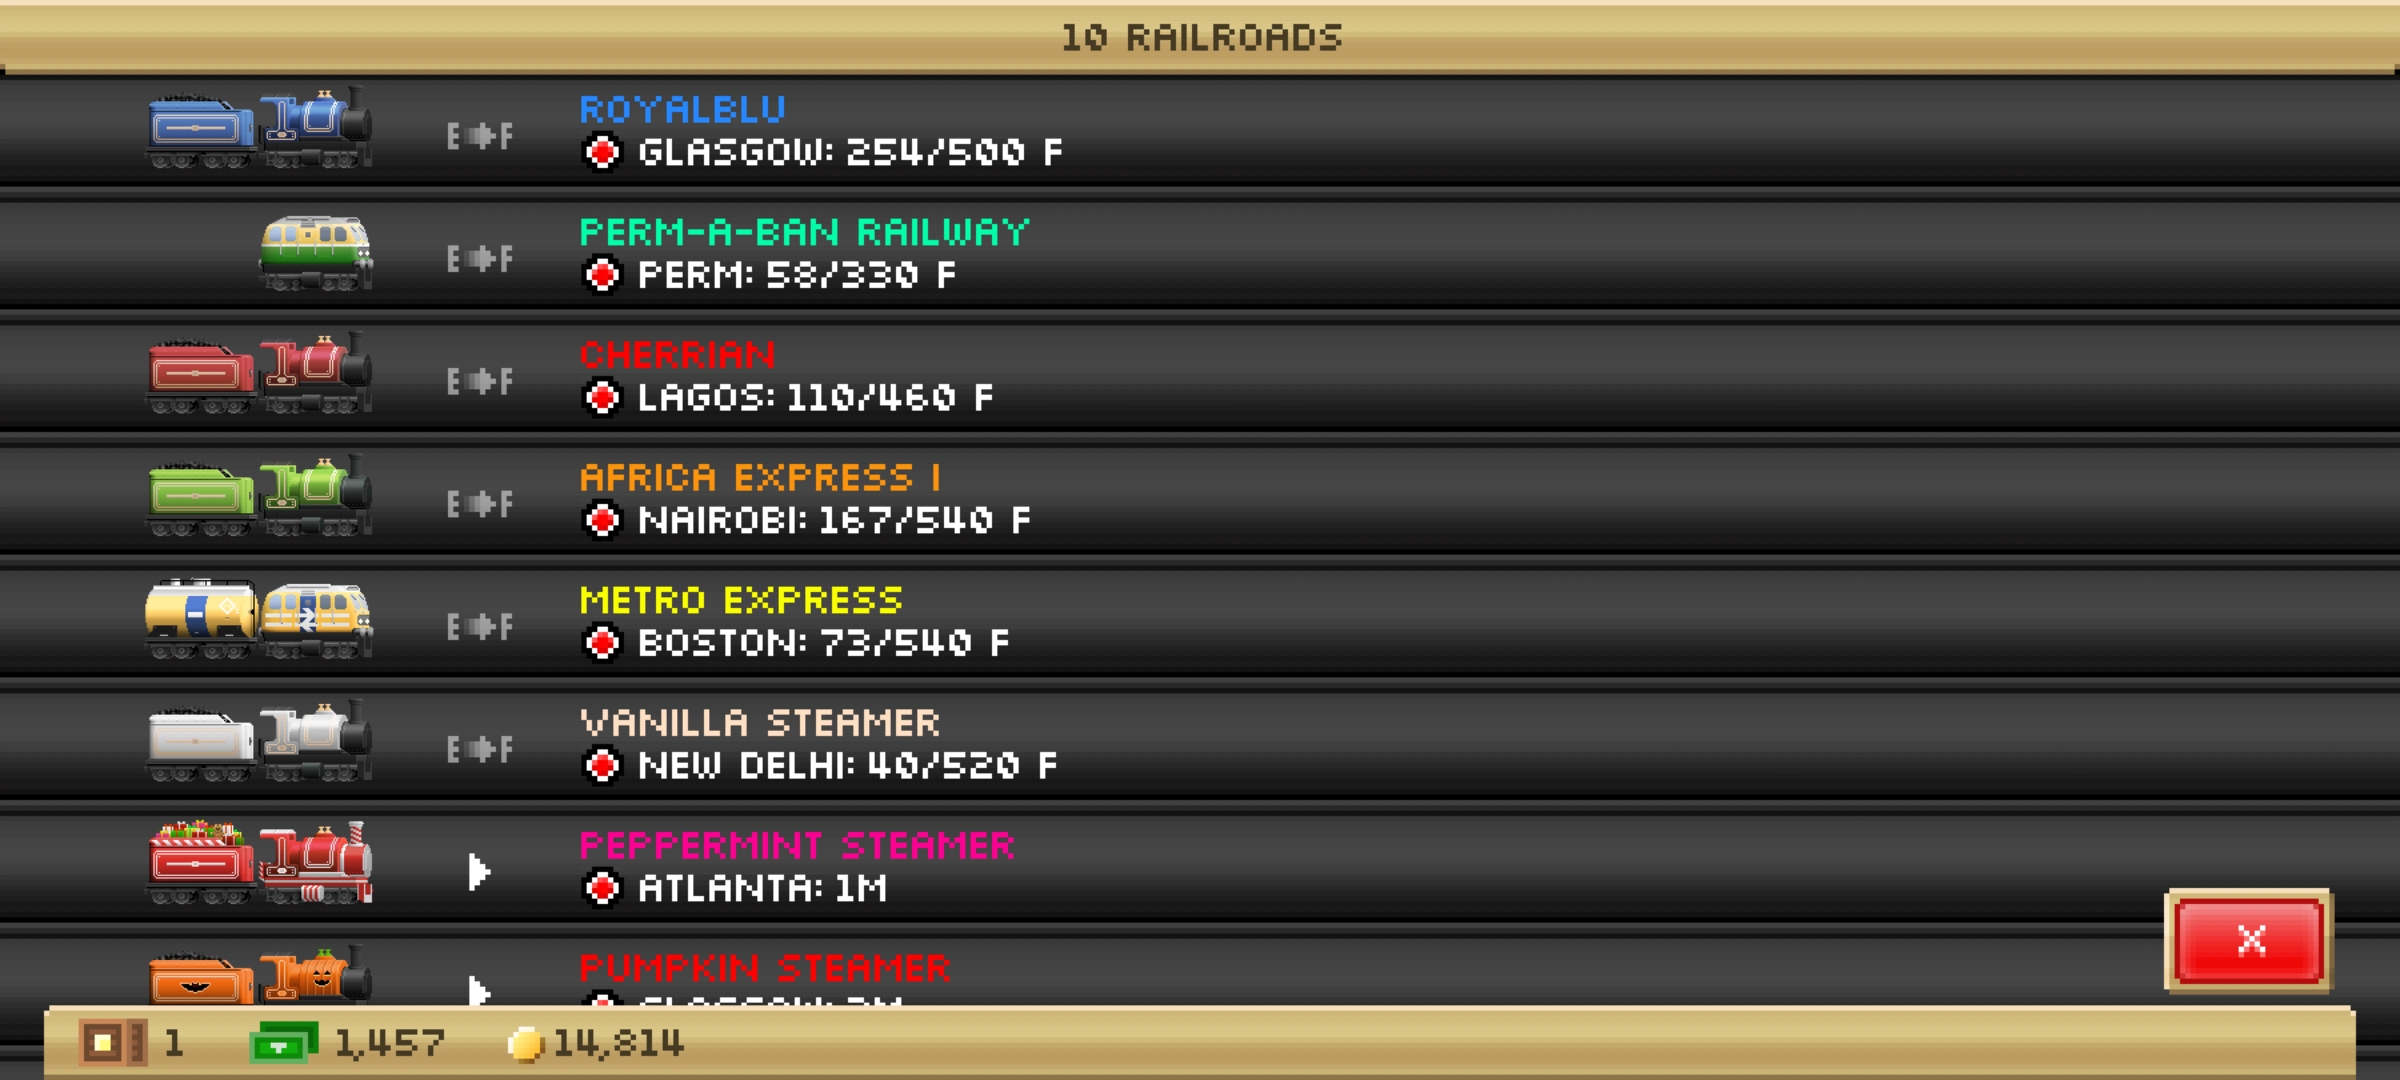 10 RAILROADS
ROYALBLU
E F
GLASGOW: 254/500 F
PERM-A-BAN RAILWAY
E F
PERM: 58/330 F
CHERRIAN
E F
LAGOS: 110/460 F
AFRICA EXPRESS I
E F
NAIROBI: 167/540 F
METRO EXPRESS
E F
BOSTON: 73/540 F
VANILLA STEAMER
E F
NEW DELHI: 40/520 F
PEPPERMINT STEAMER
ATLANTA: 1M
PUMPKIN STEAMER
X
1 1,457 14,814